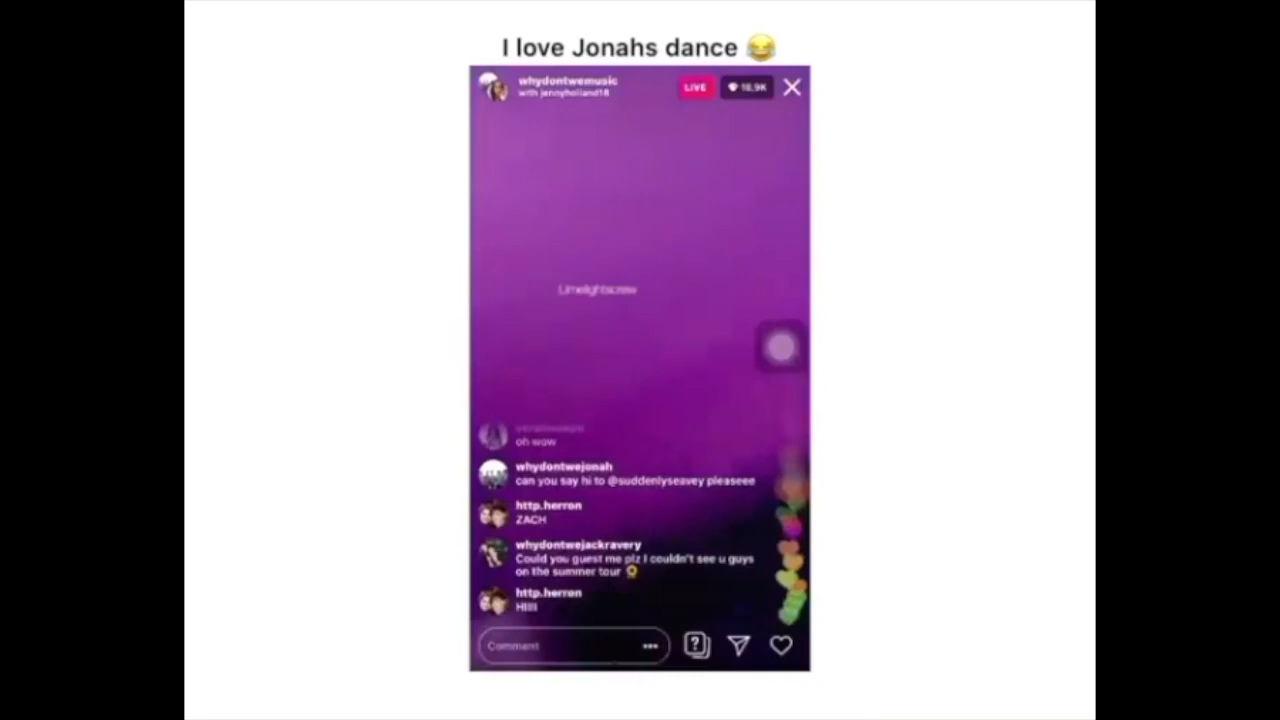 I love Jonahs dance 😂
whydontwemusic
with jennyholland18
LIVE
18.9K
Limelightscrew
oh wow
whydontwejonah
can you say hi to @suddenlyseavey pleaseee
http.herron
ZACH
whydontwejackravery
Could you guest me plz I couldn't see u guys
on the summer tour 🌻
http.herron
HIIII
Comment